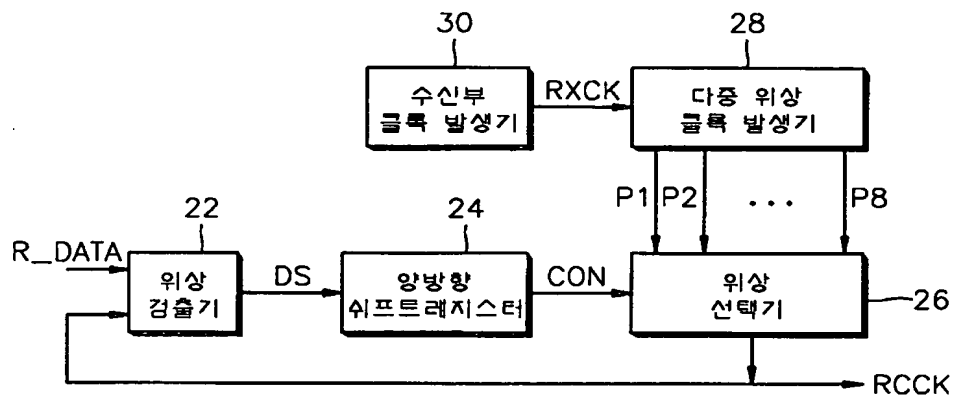 30
28
수신부
클록 발생기
RXCK
다중 위상
클록 발생기
P1 P2 ... P8
22
24
R_DATA
위상
검출기
DS
양방향
쉬프트레지스터
CON
위상
선택기
26
RCCK